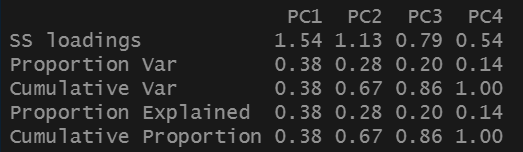 PC1 PC2 PC3 PC4
SS loadings 1.54 1.13 0.79 0.54
Proportion Var 0.38 0.28 0.20 0.14
Cumulative Var 0.38 0.67 0.86 1.00
Proportion Explained 0.38 0.28 0.20 0.14
Cumulative Proportion 0.38 0.67 0.86 1.00